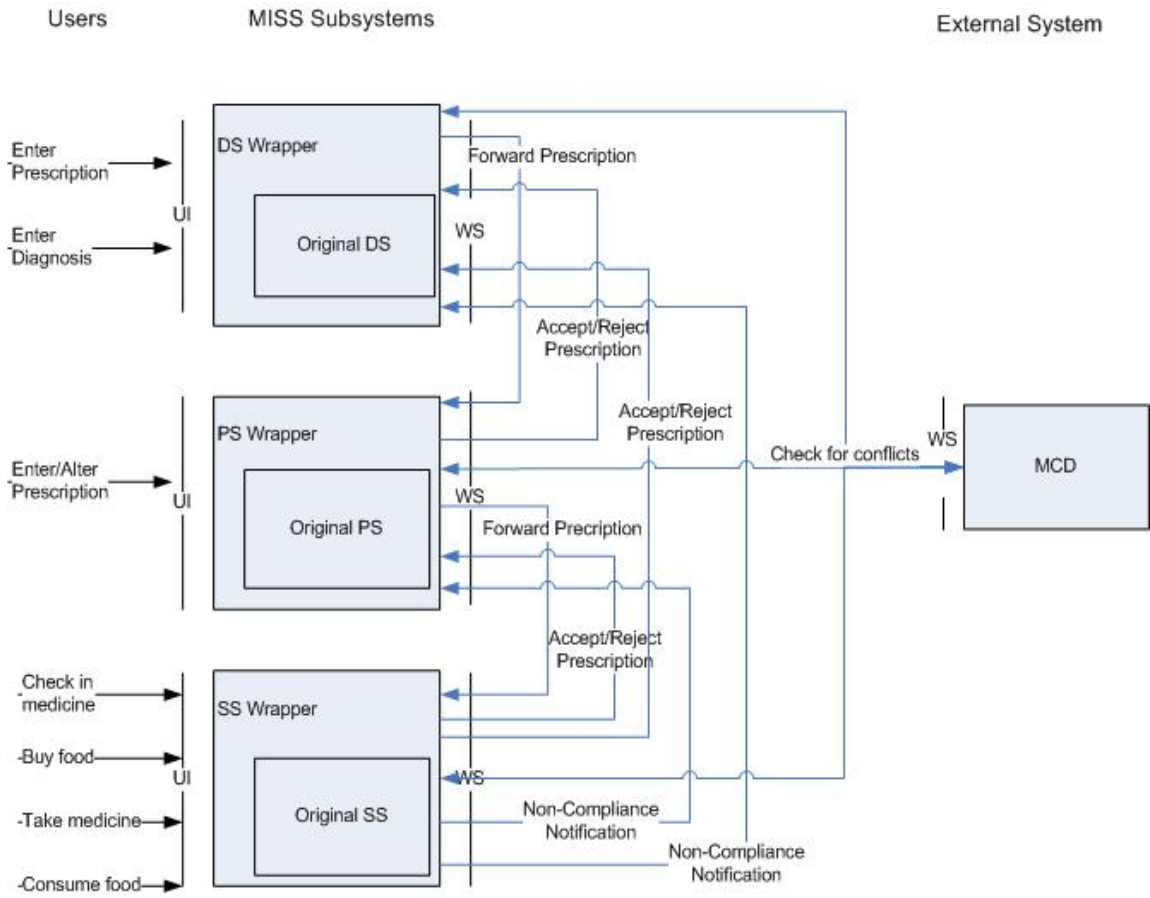 Users
MISS Subsystems
External System
Enter
Prescription
Enter
Diagnosis
UI
DS Wrapper
Original DS
WS
Forward Prescription
Accept/Reject
Prescription
Accept/Reject
Prescription
Enter/Alter
Prescription
UI
PS Wrapper
Original PS
WS
Forward Precription
Check for conflicts
WS
MCD
Accept/Reject
Prescription
Check in
medicine
Buy food
Take medicine
Consume food
UI
SS Wrapper
Original SS
WS
Non-Compliance
Notification
Non-Compliance
Notification